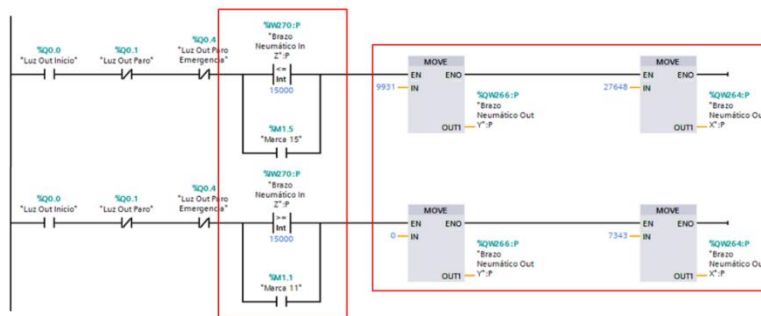 %IW270:P
"Brazo
Neumático In
Z":P
%Q0.0
"Luz Out Inicio"
%Q0.1
"Luz Out Paro"
%Q0.4
"Luz Out Paro
Emergencia"
<=
Int
15000
%M1.5
"Marca 15"
MOVE
EN ENO
9931 IN
OUT1
%QW266:P
"Brazo
Neumático Out
Y":P
MOVE
EN ENO
27648 IN
OUT1
%QW264:P
"Brazo
Neumático Out
X":P
%IW270:P
"Brazo
Neumático In
Z":P
%Q0.0
"Luz Out Inicio"
%Q0.1
"Luz Out Paro"
%Q0.4
"Luz Out Paro
Emergencia"
>=
Int
15000
%M1.1
"Marca 11"
MOVE
EN ENO
0 IN
OUT1
%QW266:P
"Brazo
Neumático Out
Y":P
MOVE
EN ENO
7343 IN
OUT1
%QW264:P
"Brazo
Neumático Out
X":P